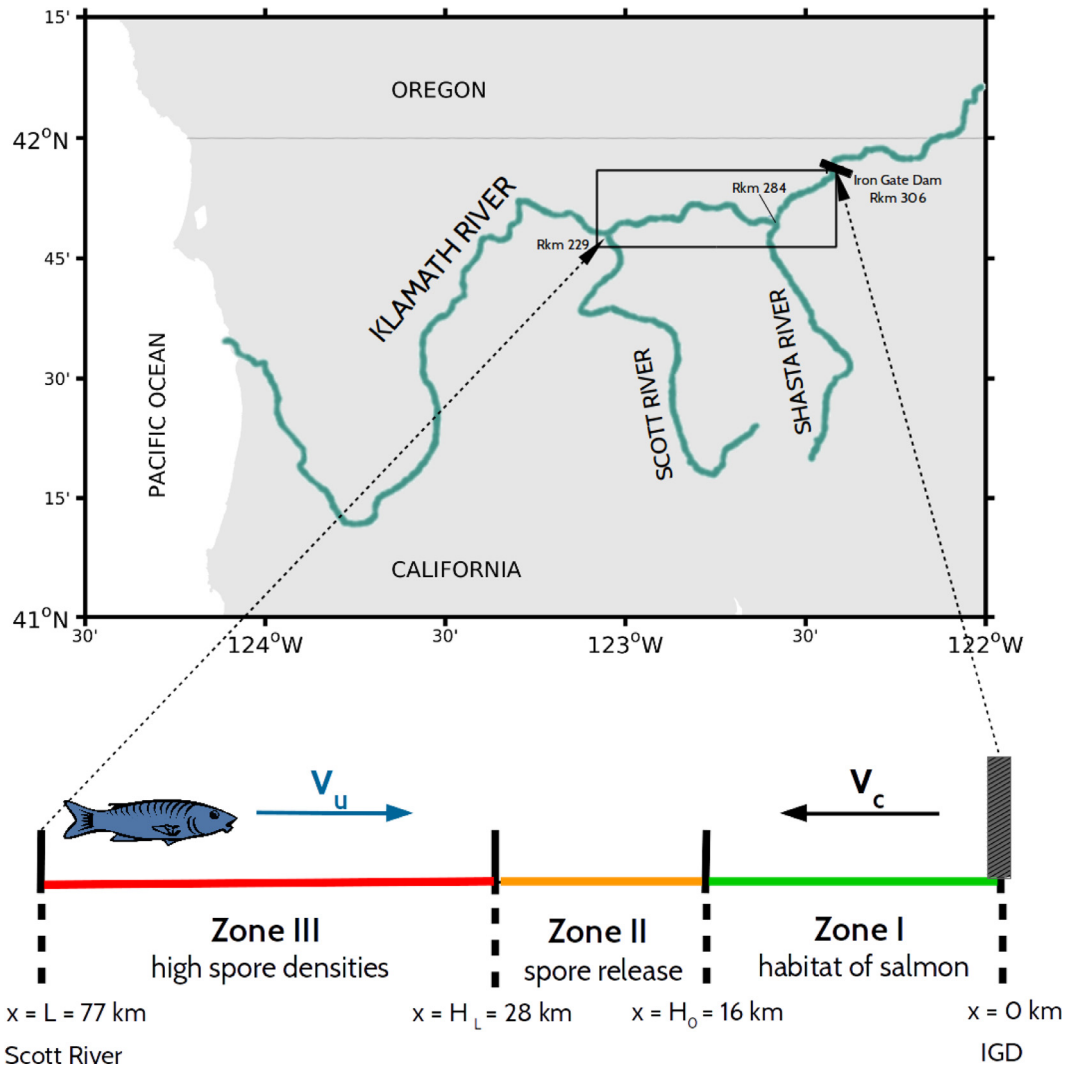 15'
OREGON
42°N
Rkm 284
Iron Gate Dam
Rkm 306
KLAMATH RIVER
Rkm 229
45'
PACIFIC OCEAN
30'
SCOTT RIVER
SHASTA RIVER
15'
CALIFORNIA
41°N
30'
124°W
30'
123°W
30'
122°W
Vu
Vc
Zone III
high spore densities
Zone II
spore release
Zone I
habitat of salmon
x = L = 77 km
x = HL = 28 km
x = HO = 16 km
x = 0 km
Scott River
IGD